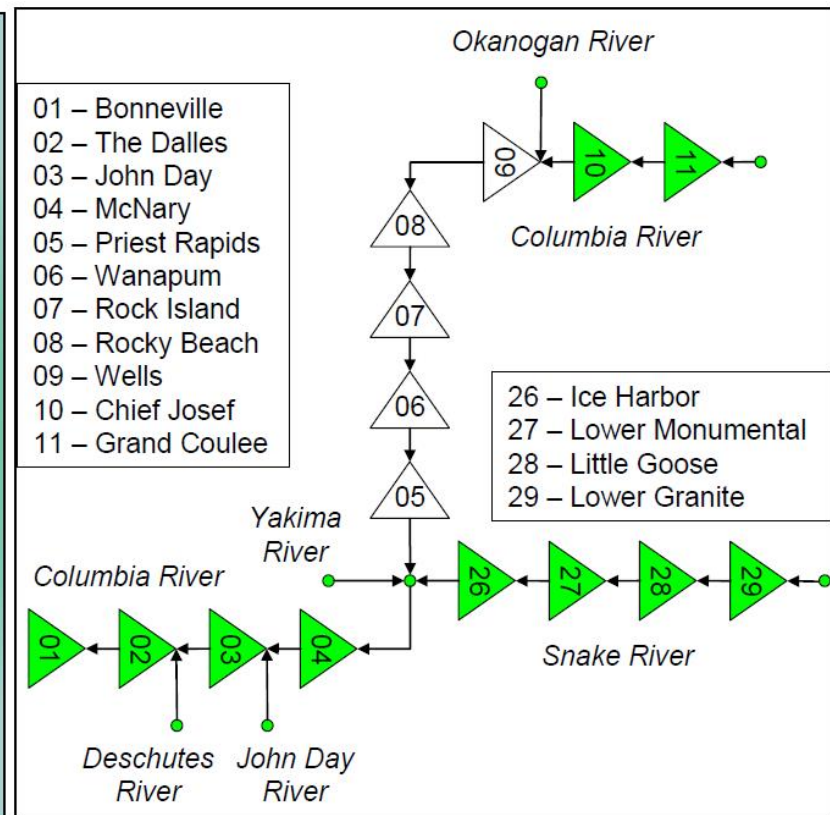 Okanogan River
01 – Bonneville
02 – The Dalles
03 – John Day
04 – McNary
05 – Priest Rapids
06 – Wanapum
07 – Rock Island
08 – Rocky Beach
09 – Wells
10 – Chief Josef
11 – Grand Coulee
09
10
11
Columbia River
08
07
06
05
26 – Ice Harbor
27 – Lower Monumental
28 – Little Goose
29 – Lower Granite
Yakima
River
26
27
28
29
Snake River
Columbia River
01
02
03
04
Deschutes
River
John Day
River